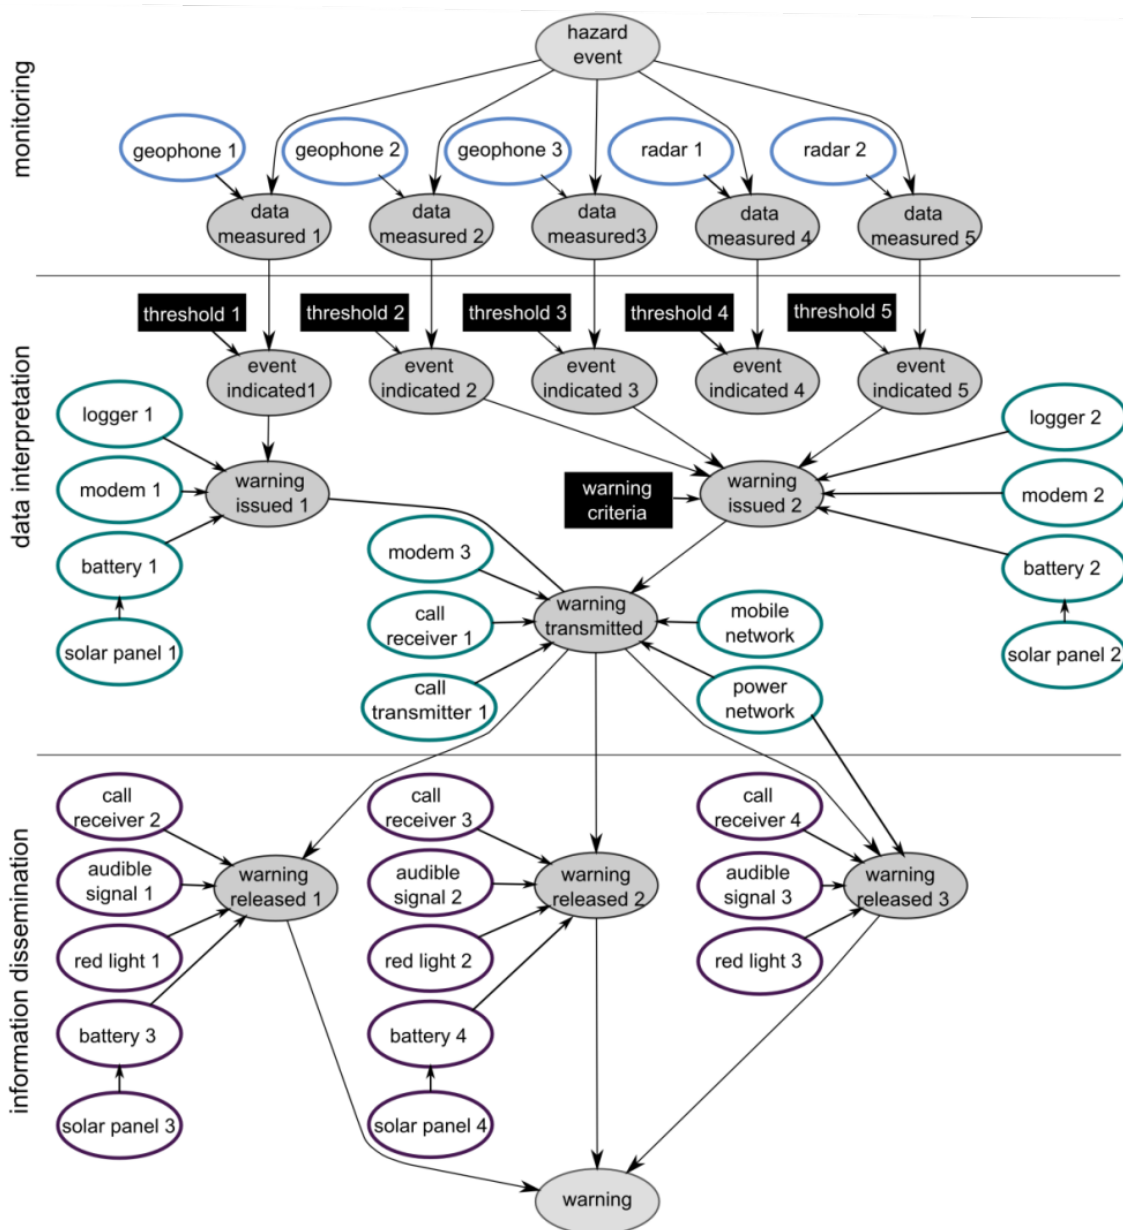 monitoring
hazard
event
geophone 1
geophone 2
geophone 3
radar 1
radar 2
data
measured 1
data
measured 2
data
measured3
data
measured 4
data
measured 5
data interpretation
threshold 1
threshold 2
threshold 3
threshold 4
threshold 5
event
indicated1
event
indicated 2
event
indicated 3
event
indicated 4
event
indicated 5
logger 1
modem 1
battery 1
solar panel 1
warning
issued 1
warning
criteria
warning
issued 2
logger 2
modem 2
battery 2
solar panel 2
modem 3
call
receiver 1
call
transmitter 1
warning
transmitted
mobile
network
power
network
information dissemination
call
receiver 2
audible
signal 1
red light 1
battery 3
solar panel 3
warning
released 1
call
receiver 3
audible
signal 2
red light 2
battery 4
solar panel 4
warning
released 2
call
receiver 4
audible
signal 3
red light 3
warning
released 3
warning